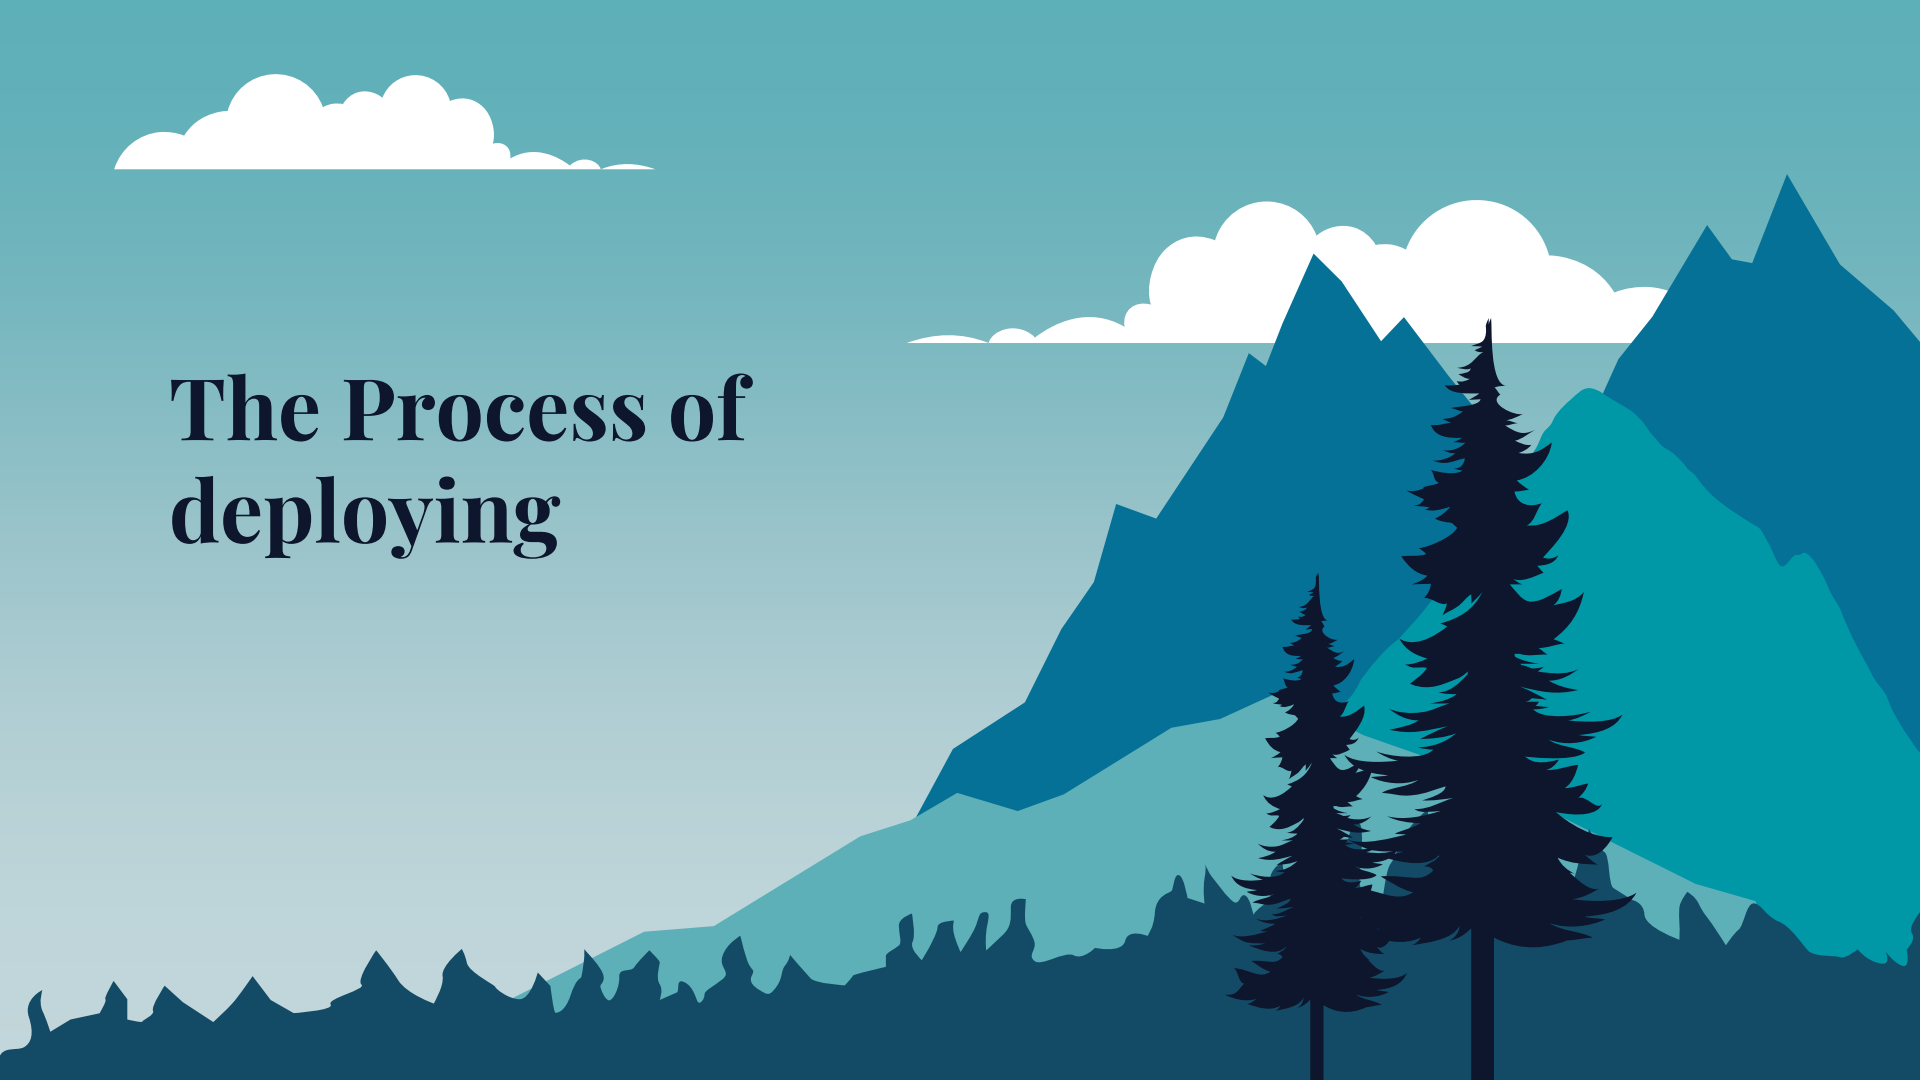 The Process of
deploying